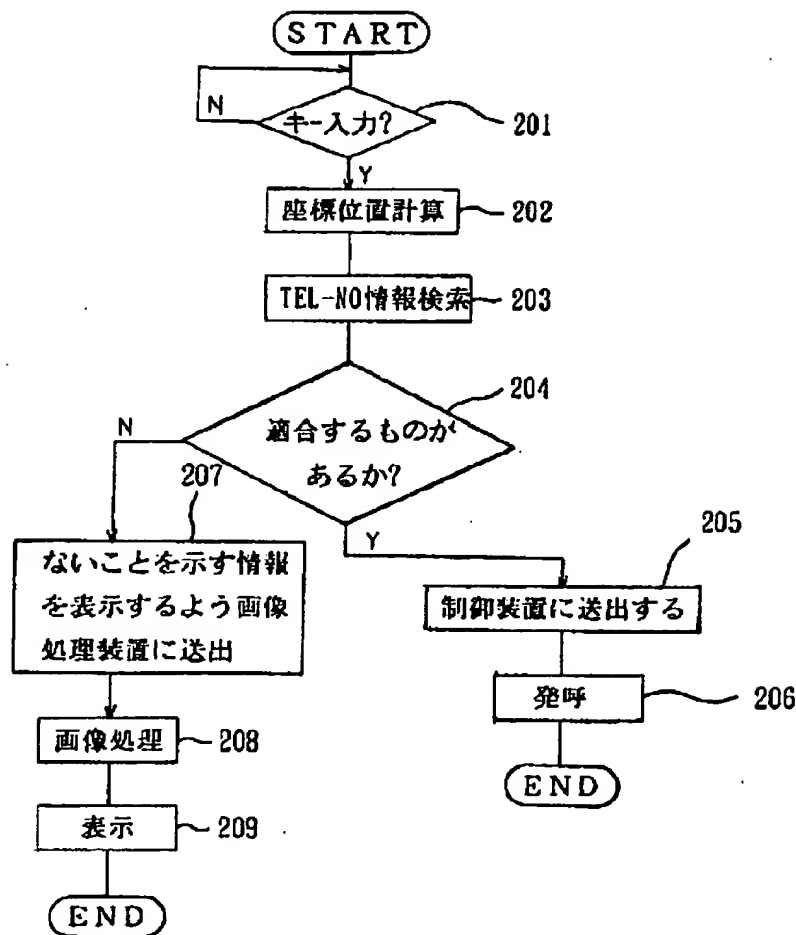 START
N
キー入力?
201
Y
座標位置計算
202
TEL-NO情報検索
203
204
N
適合するものが
あるか?
207
Y
205
ないことを示す情報
を表示するよう画像
処理装置に送出
制御装置に送出する
発呼
206
画像処理
208
END
表示
209
END